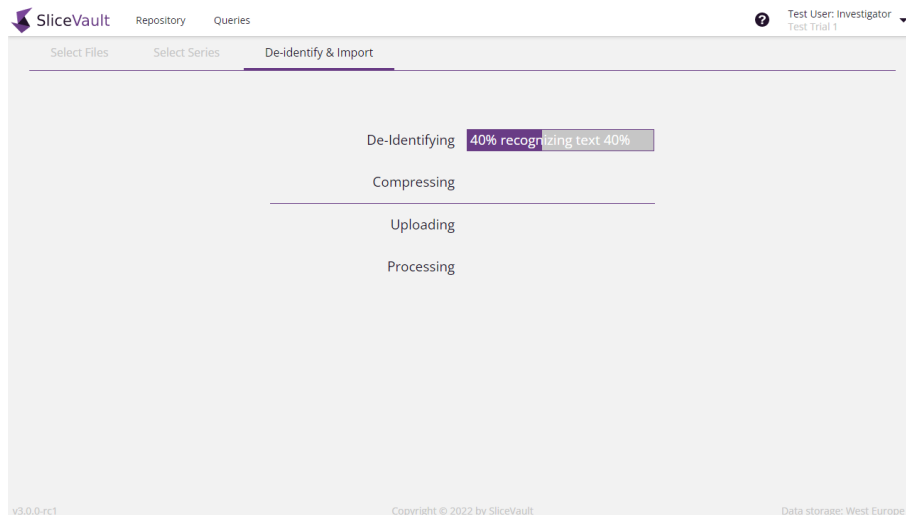 SliceVault Repository Queries
Test User: Investigator
Test Trial 1
Select Files Select Series De-identify & Import
De-Identifying 40% recognizing text 40%
Compressing
Uploading
Processing
v3.0.0-rc1 Copyright © 2022 by SliceVault Data storage: West Europe